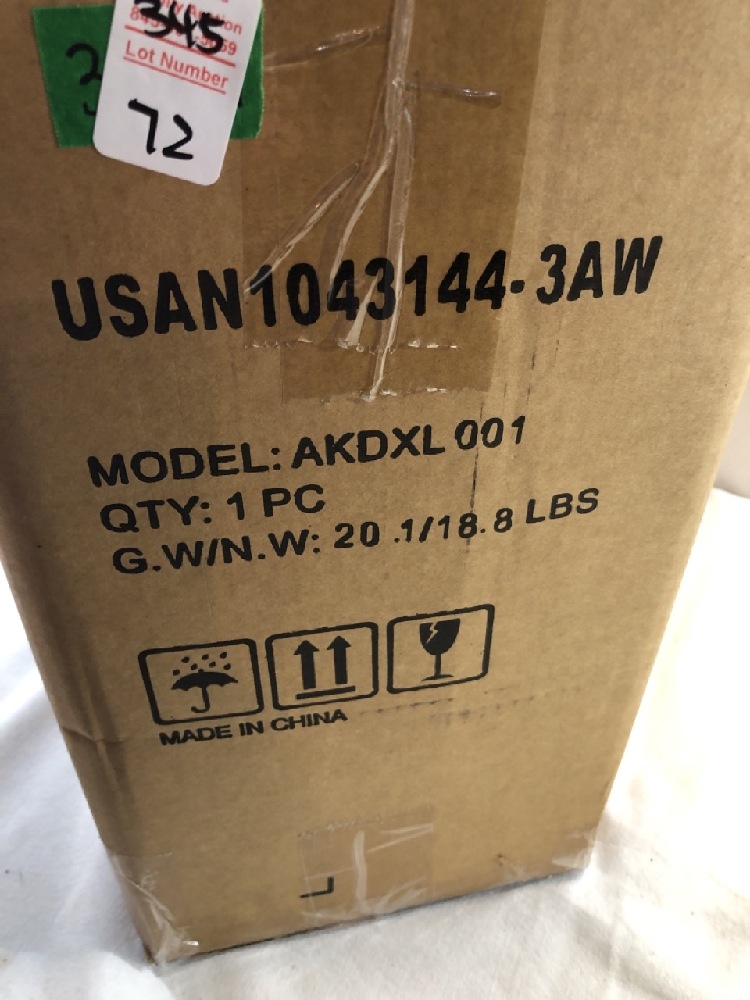 345
Lot Number
72
USAN1043144-3AW
MODEL: AKDXL 001
QTY: 1 PC
G.W/N.W: 20.1/18.8 LBS
MADE IN CHINA